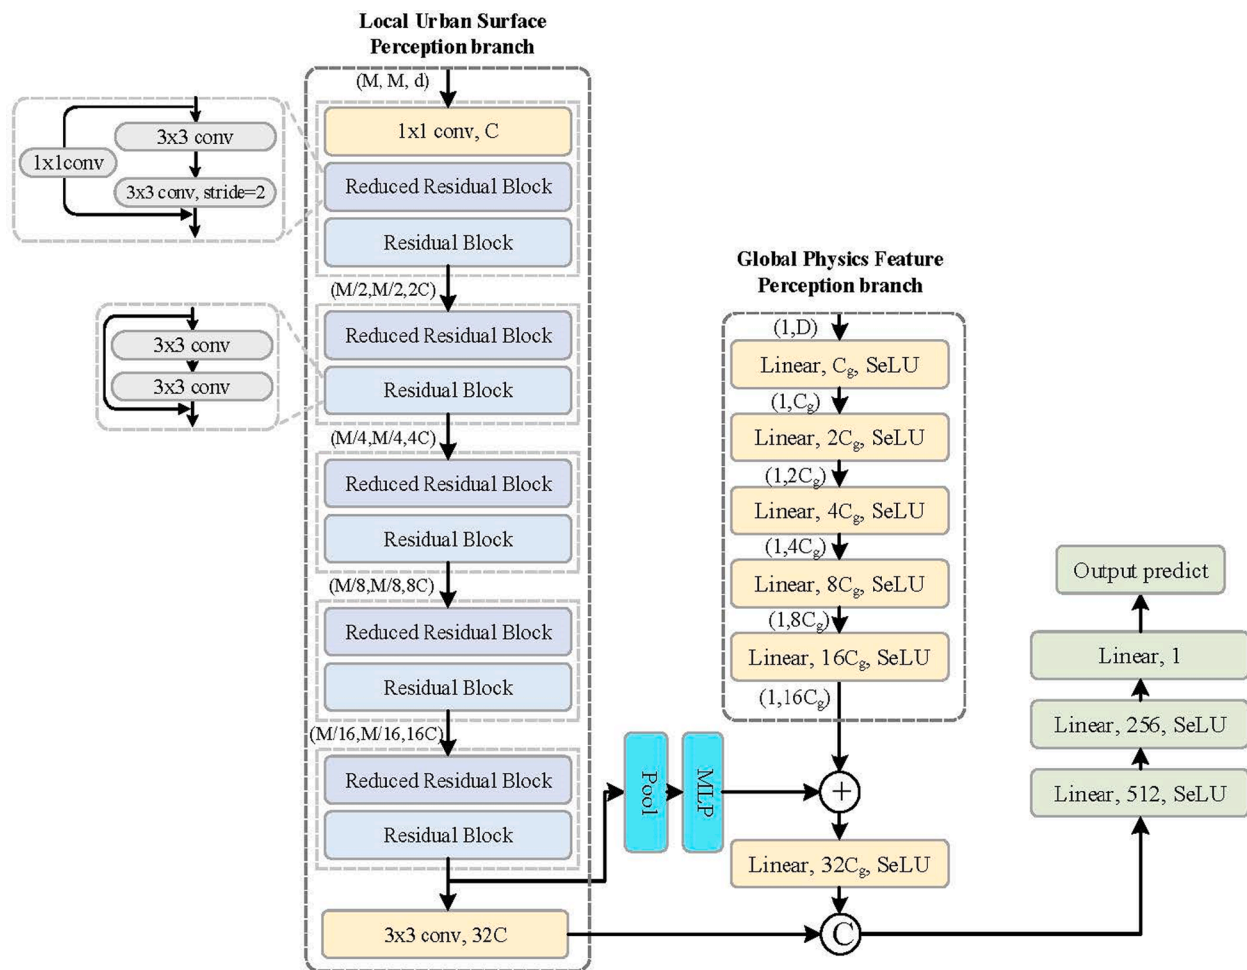 Local Urban Surface
Perception branch
(M, M, d)
1x1 conv, C
Reduced Residual Block
Residual Block
(M/2,M/2,2C)
Reduced Residual Block
Residual Block
(M/4,M/4,4C)
Reduced Residual Block
Residual Block
(M/8,M/8,8C)
Reduced Residual Block
Residual Block
(M/16,M/16,16C)
Reduced Residual Block
Residual Block
3x3 conv, 32C
3x3 conv
1x1conv
3x3 conv, stride=2
3x3 conv
3x3 conv
Pool
MLP
Global Physics Feature
Perception branch
(1,D)
Linear, Cg, SeLU
(1,Cg)
Linear, 2Cg, SeLU
(1,2Cg)
Linear, 4Cg, SeLU
(1,4Cg)
Linear, 8Cg, SeLU
(1,8Cg)
Linear, 16Cg, SeLU
(1,16Cg)
+
Linear, 32Cg, SeLU
C
Output predict
Linear, 1
Linear, 256, SeLU
Linear, 512, SeLU